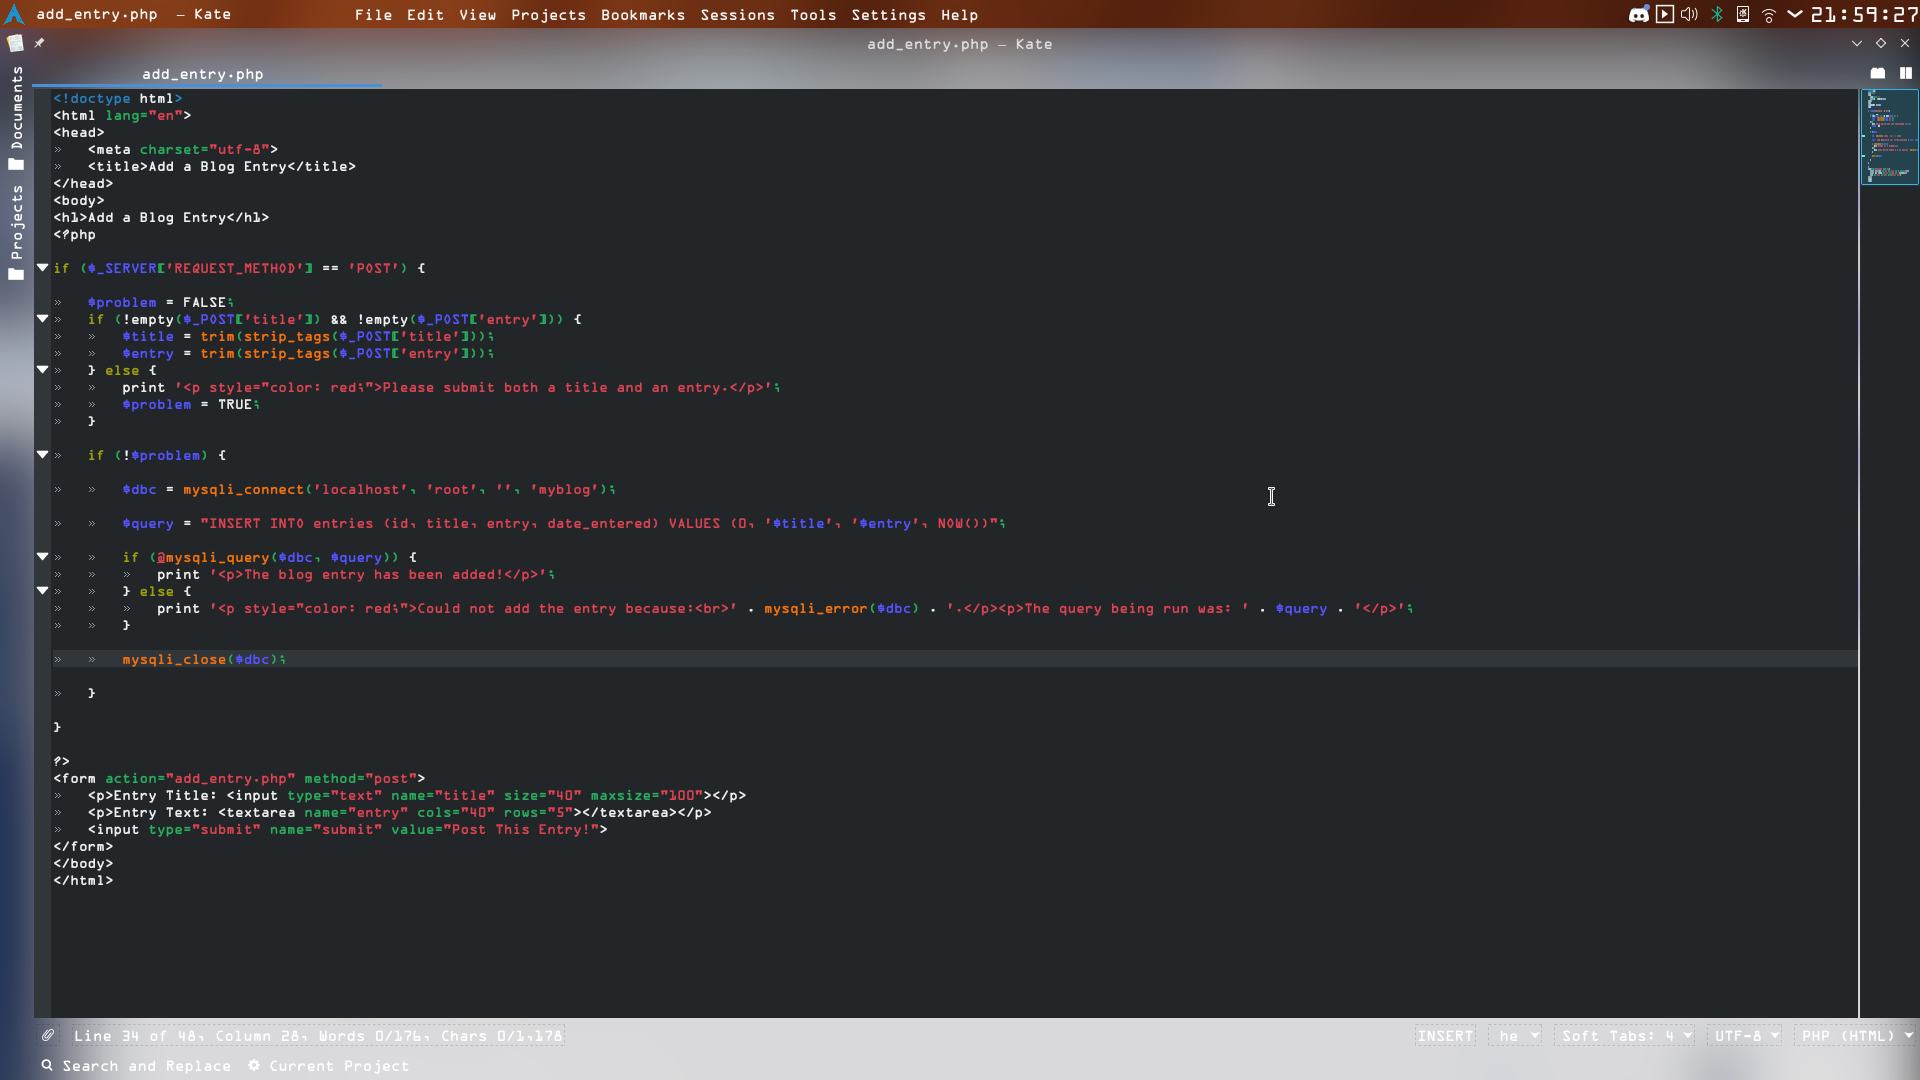 add_entry.php — Kate
File Edit View Projects Bookmarks Sessions Tools Settings Help
21:59:27
add_entry.php — Kate
Documents
Projects
add_entry.php
<!doctype html>
<html lang="en">
<head>
» <meta charset="utf-8">
» <title>Add a Blog Entry</title>
</head>
<body>
<h1>Add a Blog Entry</h1>
<?php
if ($_SERVER['REQUEST_METHOD'] == 'POST') {
» $problem = FALSE;
» if (!empty($_POST['title']) && !empty($_POST['entry'])) {
» » $title = trim(strip_tags($_POST['title']));
» » $entry = trim(strip_tags($_POST['entry']));
» } else {
» » print '<p style="color: red;">Please submit both a title and an entry.</p>';
» » $problem = TRUE;
» }
» if (!$problem) {
» » $dbc = mysqli_connect('localhost', 'root', '', 'myblog');
» » $query = "INSERT INTO entries (id, title, entry, date_entered) VALUES (0, '$title', '$entry', NOW())";
» » if (@mysqli_query($dbc, $query)) {
» » » print '<p>The blog entry has been added!</p>';
» » } else {
» » » print '<p style="color: red;">Could not add the entry because:<br>' . mysqli_error($dbc) . '.</p><p>The query being run was: ' . $query . '</p>';
» » }
» » mysqli_close($dbc);
» }
}
?>
<form action="add_entry.php" method="post">
» <p>Entry Title: <input type="text" name="title" size="40" maxsize="100"></p>
» <p>Entry Text: <textarea name="entry" cols="40" rows="5"></textarea></p>
» <input type="submit" name="submit" value="Post This Entry!">
</form>
</body>
</html>
Line 34 of 48, Column 28, Words 0/176, Chars 0/1,178
INSERT he Soft Tabs: 4 UTF-8 PHP (HTML)
Search and Replace Current Project